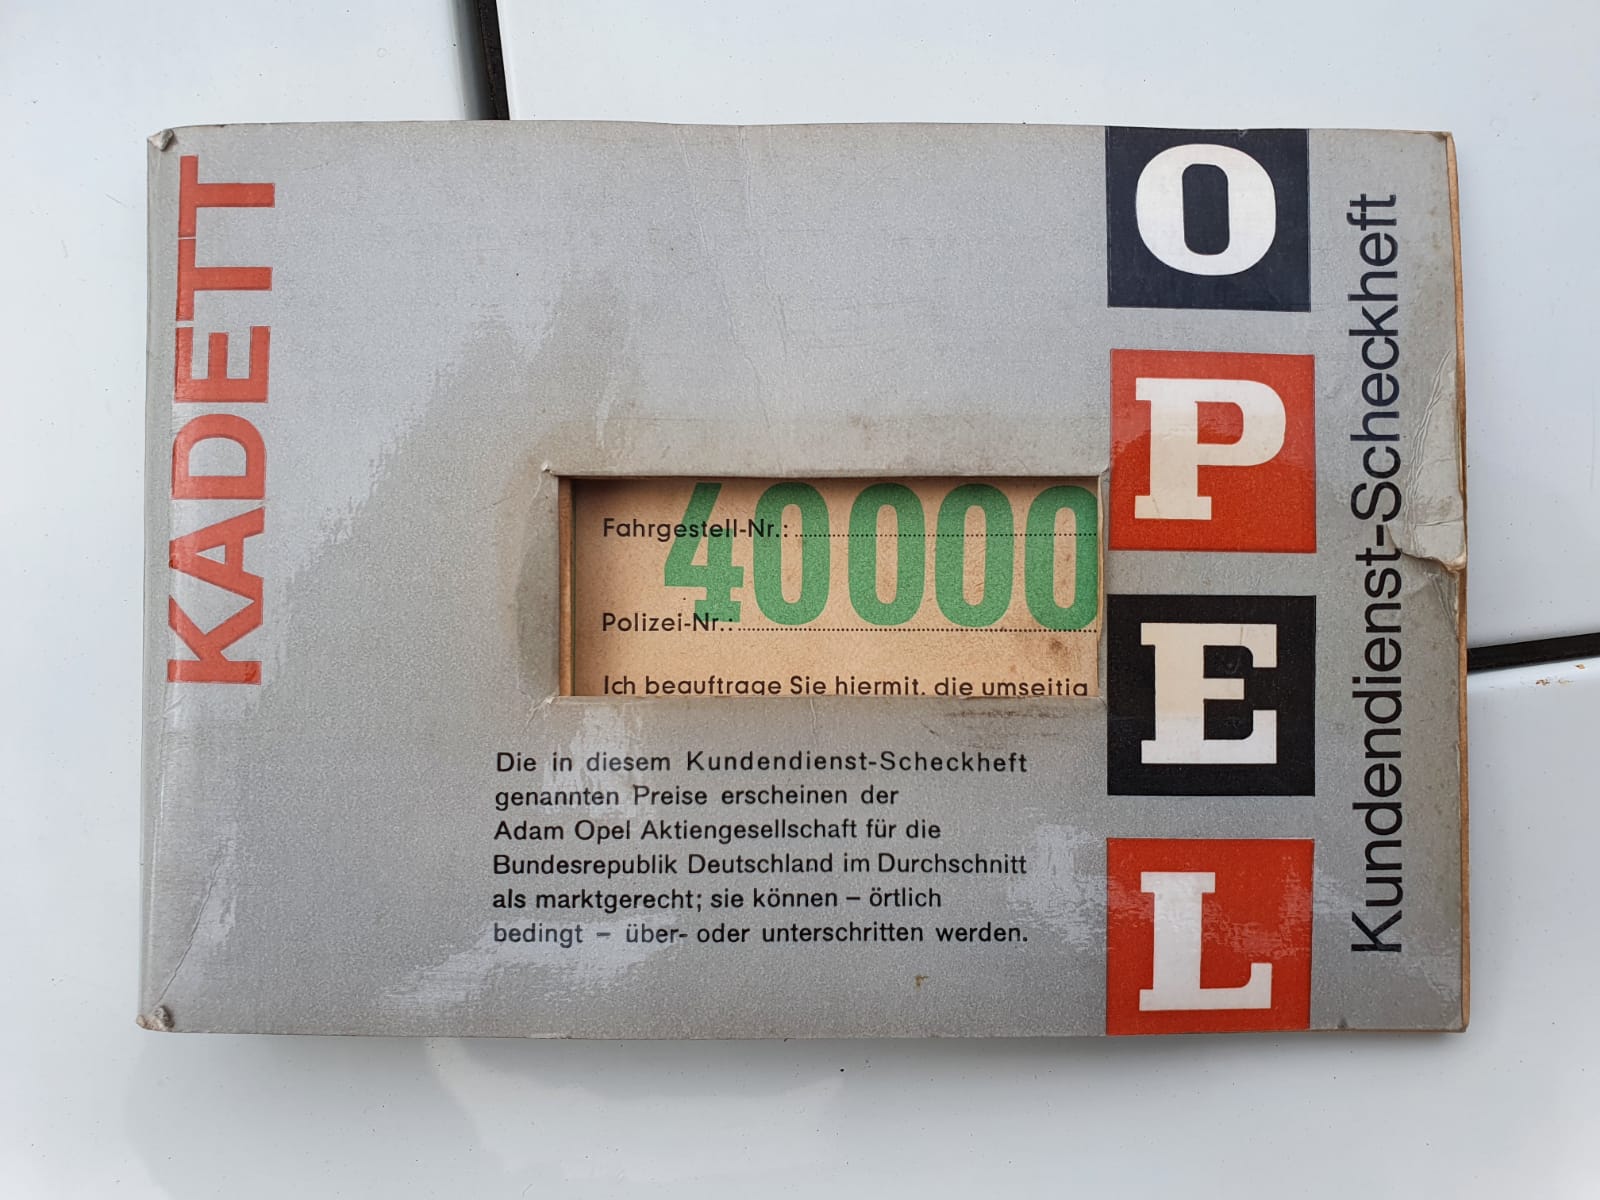 KADETT
OPEL
Kundendienst-Scheckheft
40000
Fahrgestell-Nr.:
Polizei-Nr.:
Ich beauftrage Sie hiermit, die umseitig
Die in diesem Kundendienst-Scheckheft
genannten Preise erscheinen der
Adam Opel Aktiengesellschaft für die
Bundesrepublik Deutschland im Durchschnitt
als marktgerecht; sie können – örtlich
bedingt – über- oder unterschritten werden.